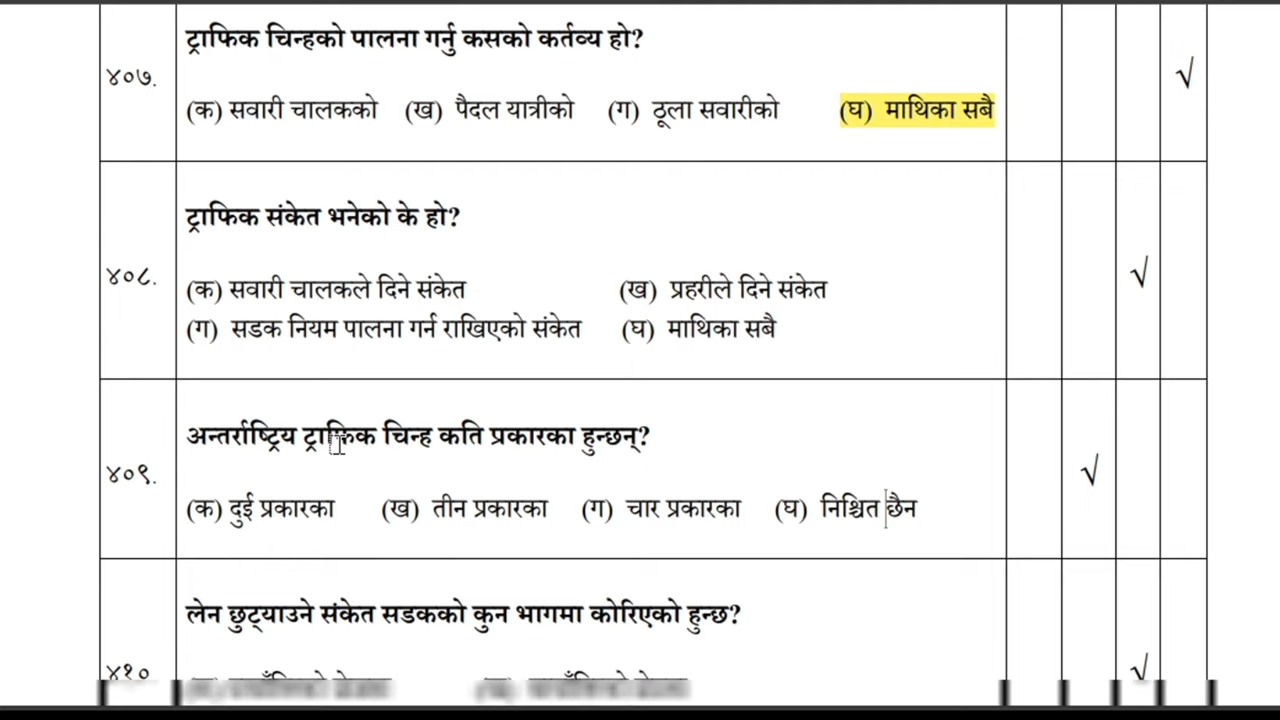 ट्राफिक चिन्हको पालना गर्नु कसको कर्तव्य हो?
४०७.
(क) सवारी चालकको (ख) पैदल यात्रीको (ग) ठूला सवारीको (घ) माथिका सबै
√
ट्राफिक संकेत भनेको के हो?
४०८.
(क) सवारी चालकले दिने संकेत (ख) प्रहरीले दिने संकेत
(ग) सडक नियम पालना गर्न राखिएको संकेत (घ) माथिका सबै
√
अन्तर्राष्ट्रिय ट्राफिक चिन्ह कति प्रकारका हुन्छन्?
४०९.
(क) दुई प्रकारका (ख) तीन प्रकारका (ग) चार प्रकारका (घ) निश्चित छैन
√
लेन छुट्याउने संकेत सडकको कुन भागमा कोरिएको हुन्छ?
४१०
√